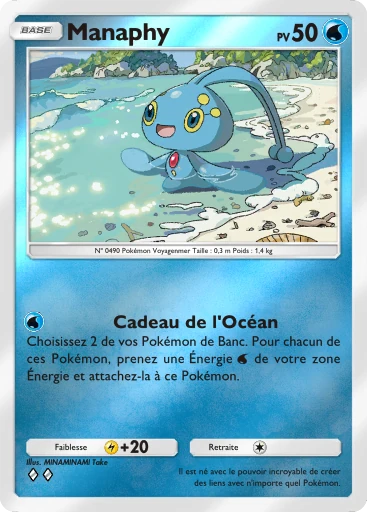 BASE Manaphy PV 50
N° 0490 Pokémon Voyagenmer Taille : 0,3 m Poids : 1,4 kg
Cadeau de l'Océan
Choisissez 2 de vos Pokémon de Banc. Pour chacun de
ces Pokémon, prenez une Énergie de votre zone
Énergie et attachez-la à ce Pokémon.
Faiblesse +20 Retraite
Illus. MINAMINAMI Take
Il est né avec le pouvoir incroyable de créer
des liens avec n'importe quel Pokémon.